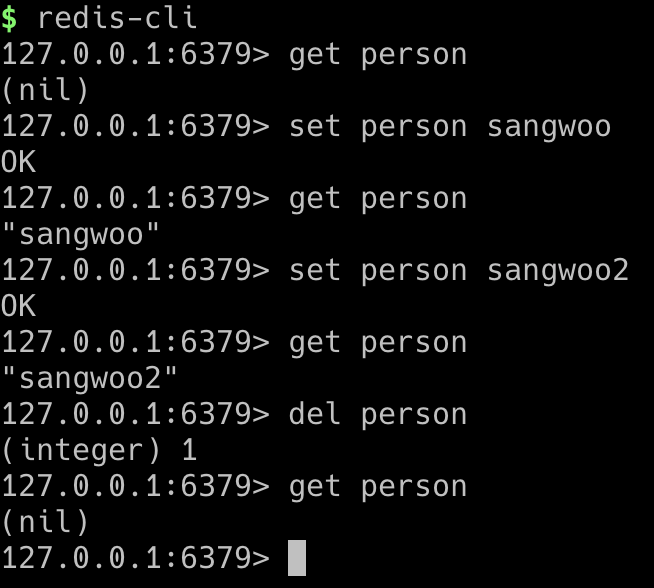 $ redis-cli
127.0.0.1:6379> get person
(nil)
127.0.0.1:6379> set person sangwoo
OK
127.0.0.1:6379> get person
"sangwoo"
127.0.0.1:6379> set person sangwoo2
OK
127.0.0.1:6379> get person
"sangwoo2"
127.0.0.1:6379> del person
(integer) 1
127.0.0.1:6379> get person
(nil)
127.0.0.1:6379>